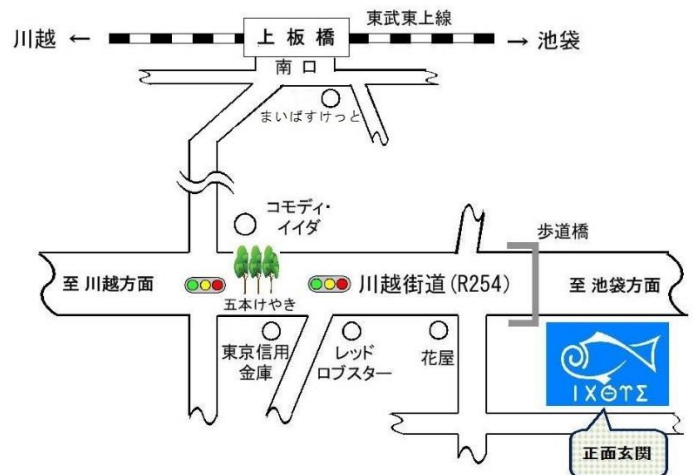 東武東上線
川越 ←
上板橋
→ 池袋
南口
まいばすけっと
コモディ・
イイダ
歩道橋
至 川越方面
川越街道(R254)
至 池袋方面
五本けやき
東京信用
金庫
レッド
ロブスター
花屋
ΙΧΘΥΣ
正面玄関